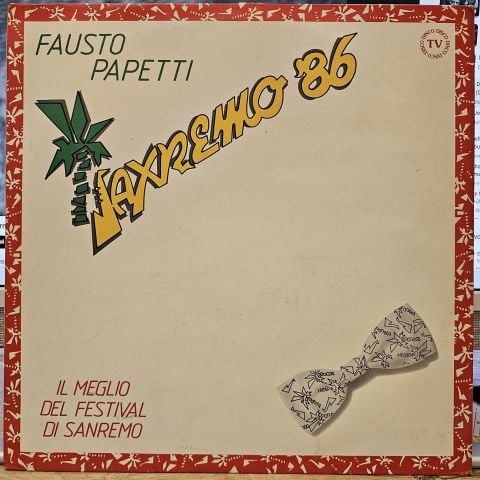 FAUSTO
PAPETTI
SAXREMO '86
TV
IL MEGLIO
DEL FESTIVAL
DI SANREMO